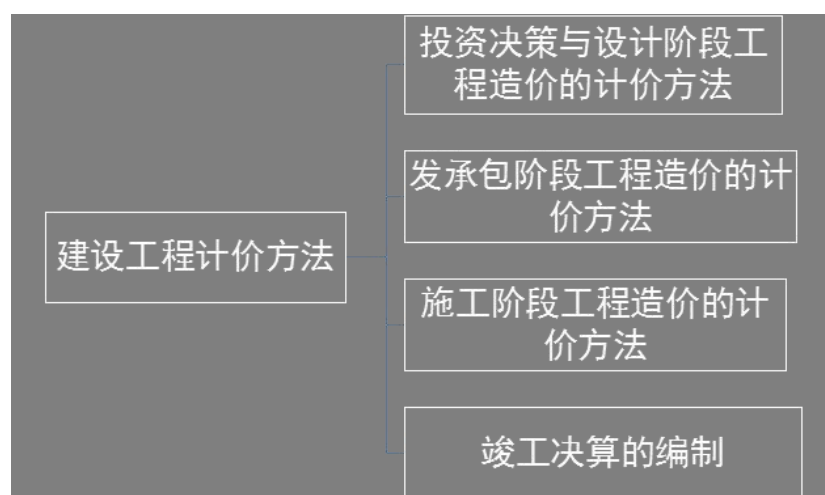 投资决策与设计阶段工
程造价的计价方法
发承包阶段工程造价的计
价方法
建设工程计价方法
施工阶段工程造价的计
价方法
竣工决算的编制